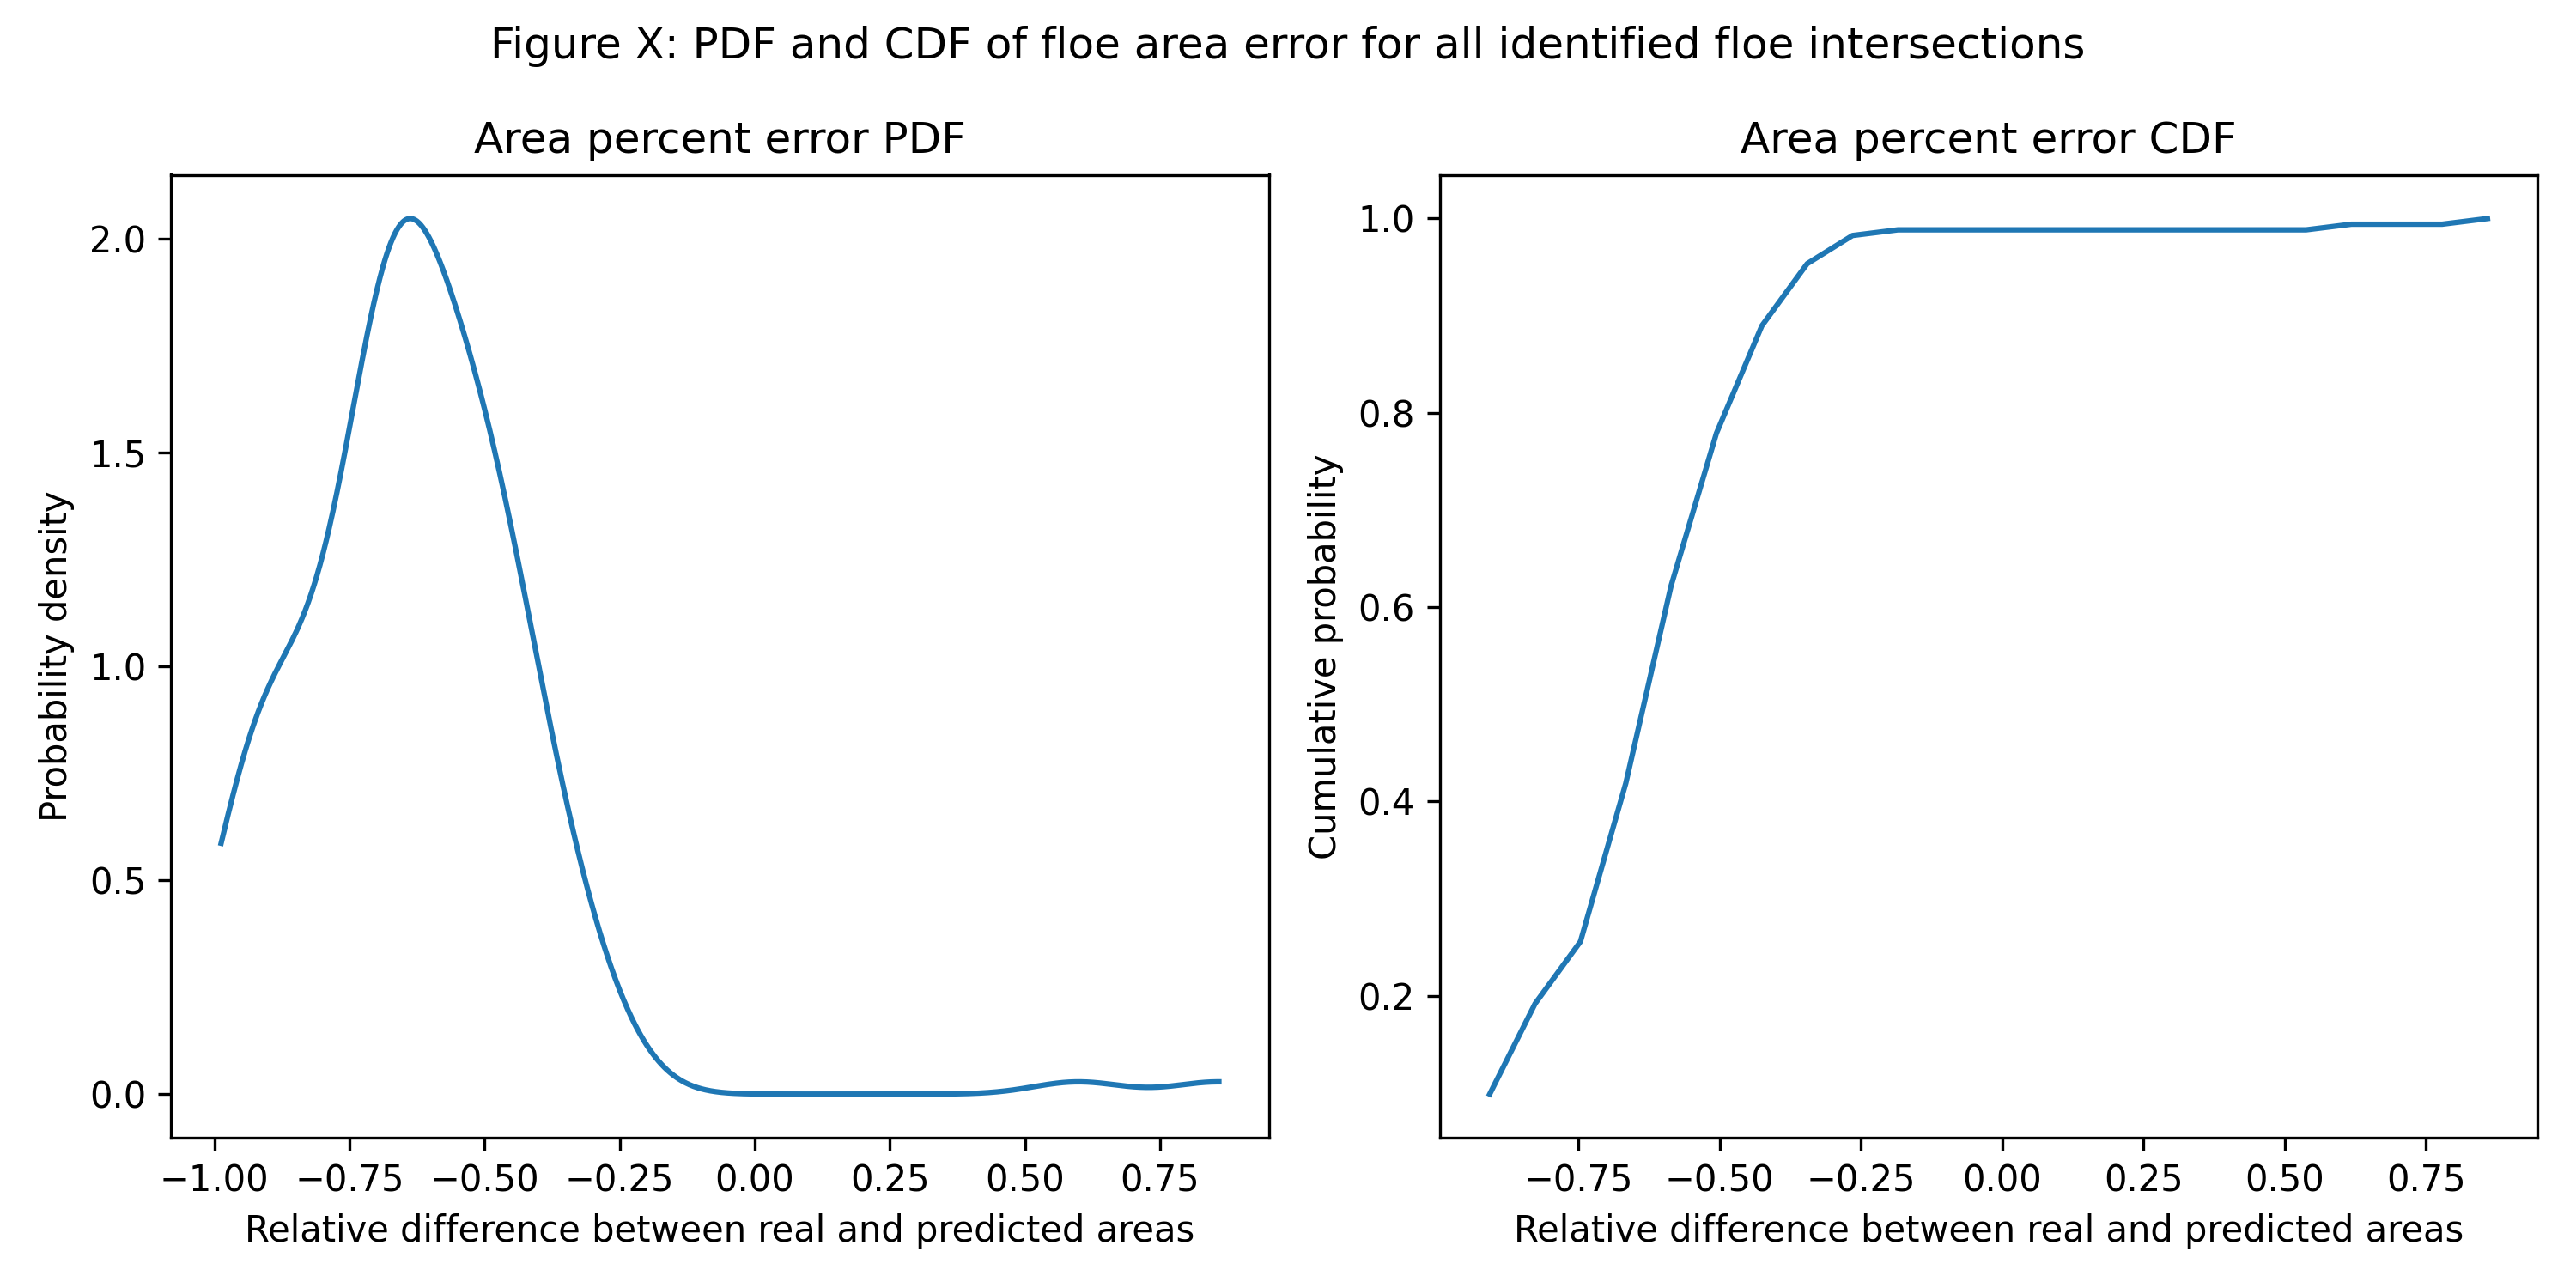 Figure X: PDF and CDF of floe area error for all identified floe intersections
Area percent error PDF
Probability density
2.0
1.5
1.0
0.5
0.0
−1.00 −0.75 −0.50 −0.25 0.00 0.25 0.50 0.75
Relative difference between real and predicted areas
Area percent error CDF
Cumulative probability
1.0
0.8
0.6
0.4
0.2
−0.75 −0.50 −0.25 0.00 0.25 0.50 0.75
Relative difference between real and predicted areas